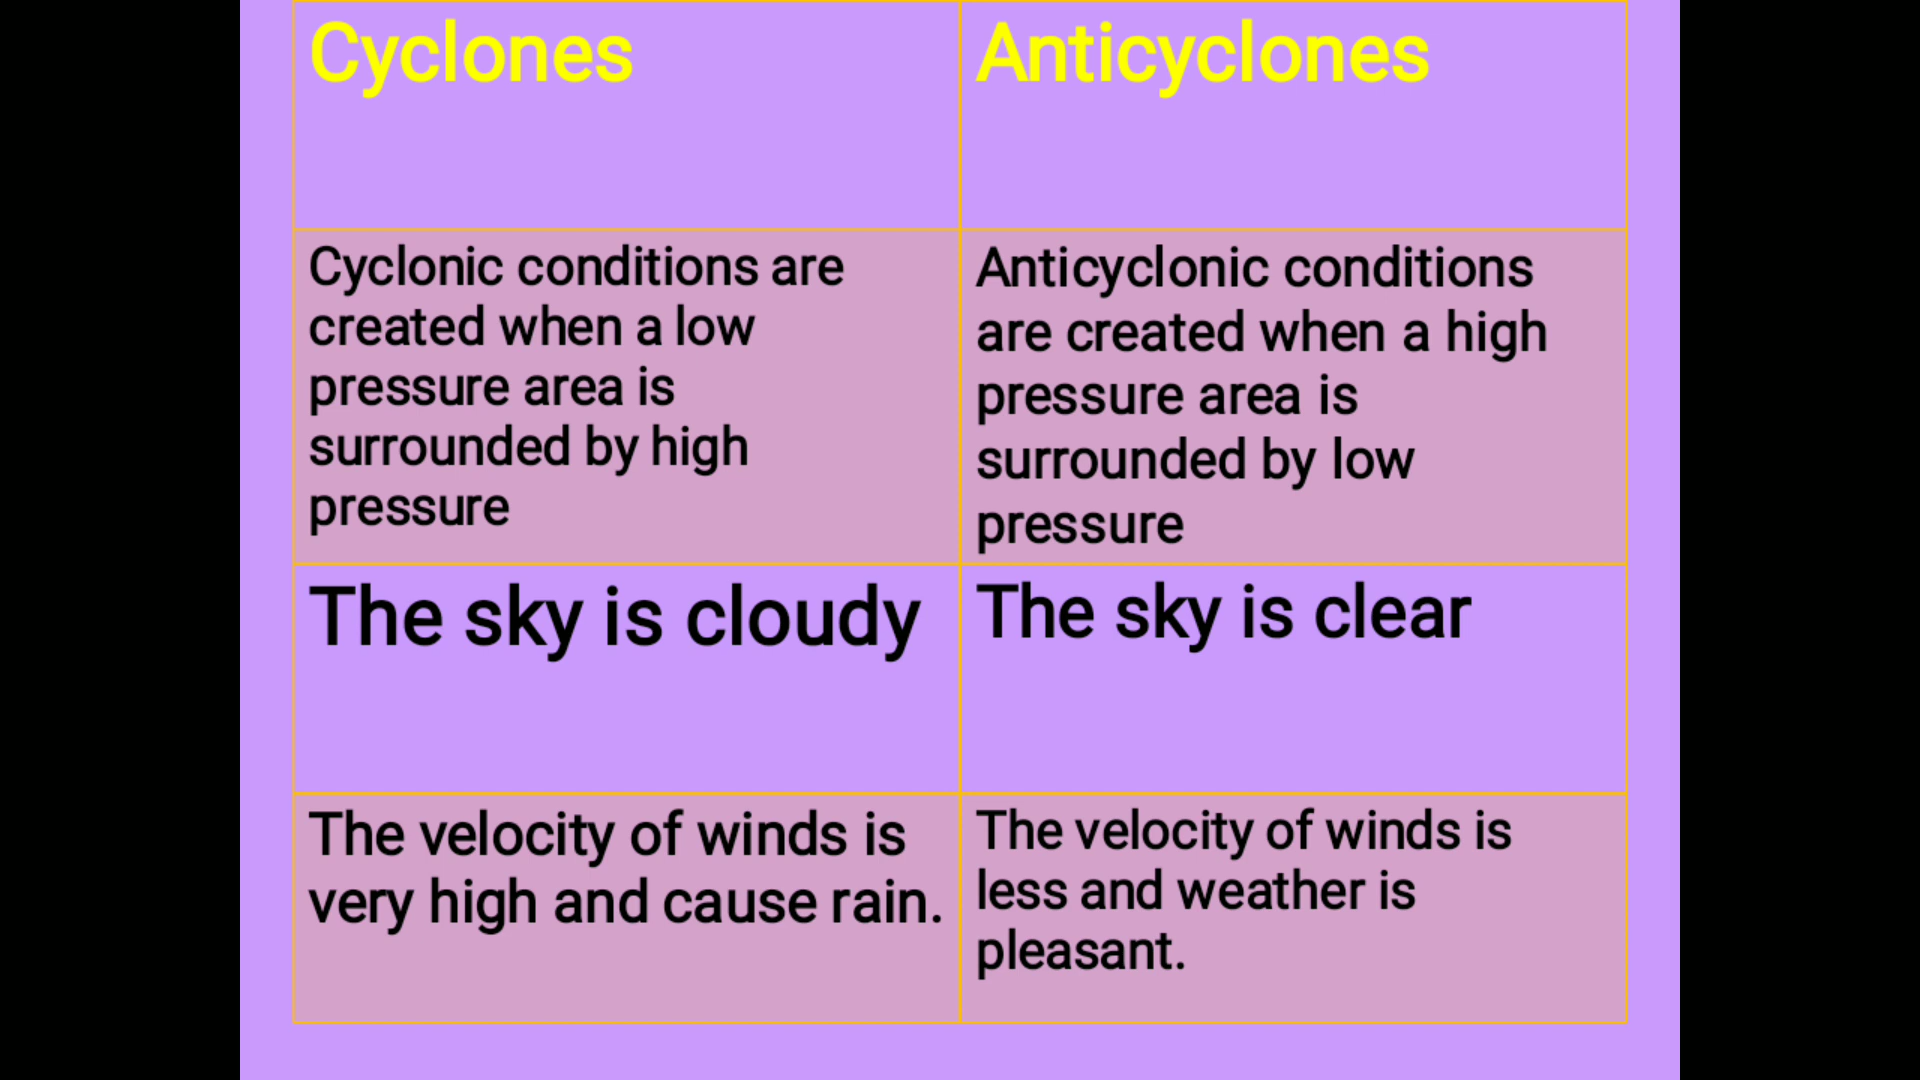 Cyclones
Anticyclones
Cyclonic conditions are
created when a low
pressure area is
surrounded by high
pressure
Anticyclonic conditions
are created when a high
pressure area is
surrounded by low
pressure
The sky is cloudy
The sky is clear
The velocity of winds is
very high and cause rain.
The velocity of winds is
less and weather is
pleasant.